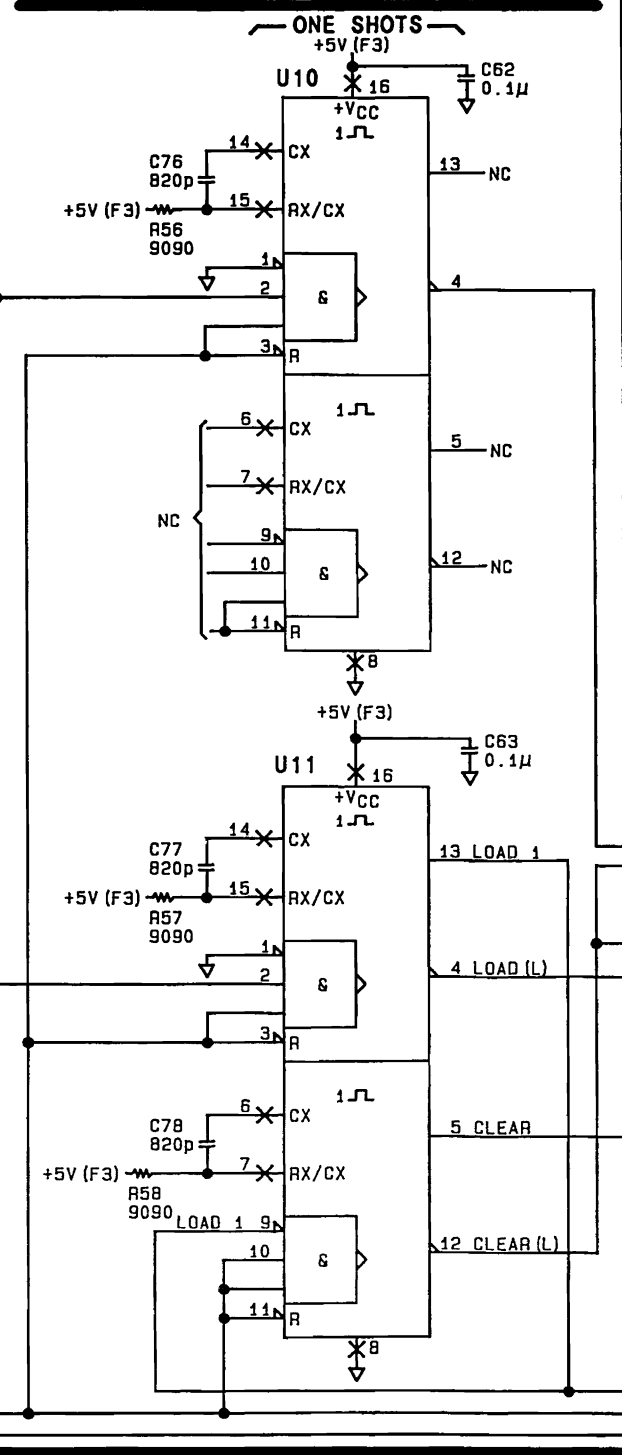 ONE SHOTS
+5V (F3)
U10
16
C62
0.1µ
+VCC
1
14
CX
C76
820p
13
NC
+5V (F3)
15
RX/CX
R56
9090
1
2
&
4
3
R
1
6
CX
5
NC
7
RX/CX
NC
9
10
&
12
NC
11
R
8
+5V (F3)
C63
0.1µ
U11
16
+VCC
1
14
CX
C77
820p
13 LOAD 1
+5V (F3)
15
RX/CX
R57
9090
1
2
&
4 LOAD (L)
3
R
1
6
CX
C78
820p
5 CLEAR
+5V (F3)
7
RX/CX
R58
9090
LOAD 1 9
10
&
12 CLEAR (L)
11
R
8